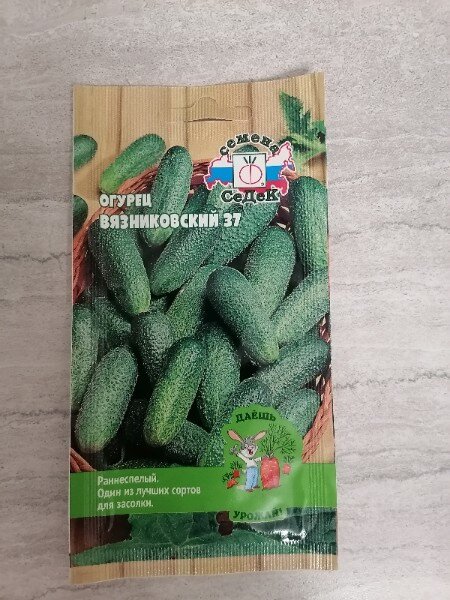 семена
СеДеК
ОГУРЕЦ
ВЯЗНИКОВСКИЙ 37
ДАЁШЬ
УРОЖАЙ!
Раннеспелый.
Один из лучших сортов
для засолки.